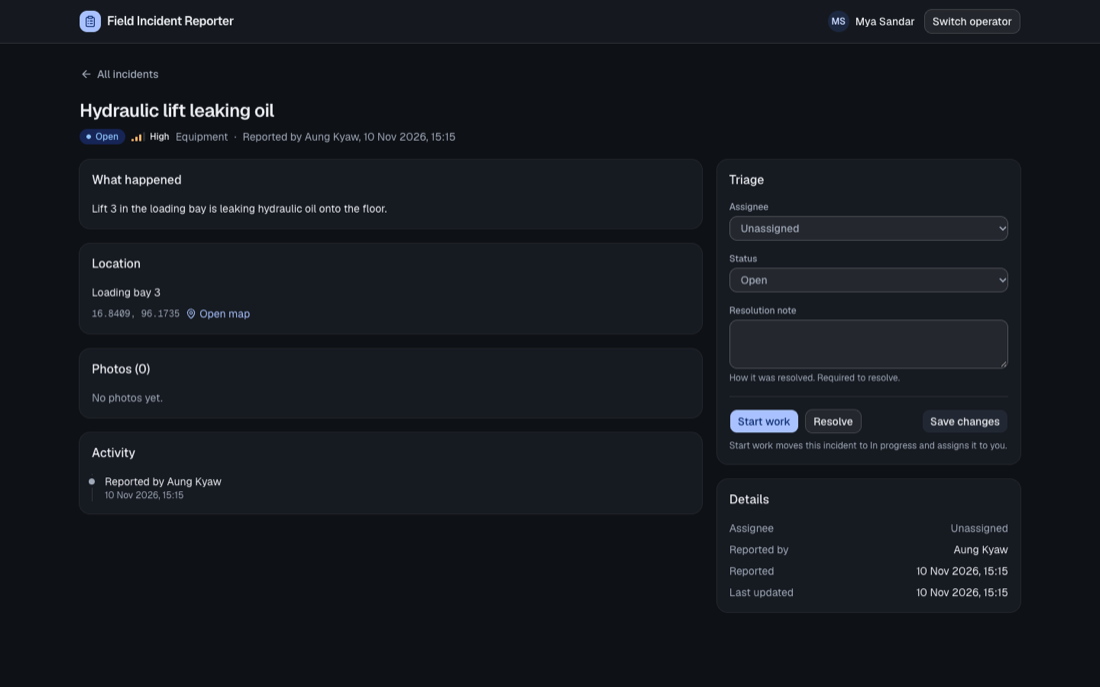 Field Incident Reporter
MS Mya Sandar Switch operator
← All incidents
Hydraulic lift leaking oil
Open High Equipment · Reported by Aung Kyaw, 10 Nov 2026, 15:15
What happened
Lift 3 in the loading bay is leaking hydraulic oil onto the floor.
Location
Loading bay 3
16.8409, 96.1735 Open map
Photos (0)
No photos yet.
Activity
Reported by Aung Kyaw
10 Nov 2026, 15:15
Triage
Assignee
Unassigned
Status
Open
Resolution note
How it was resolved. Required to resolve.
Start work Resolve Save changes
Start work moves this incident to In progress and assigns it to you.
Details
Assignee Unassigned
Reported by Aung Kyaw
Reported 10 Nov 2026, 15:15
Last updated 10 Nov 2026, 15:15